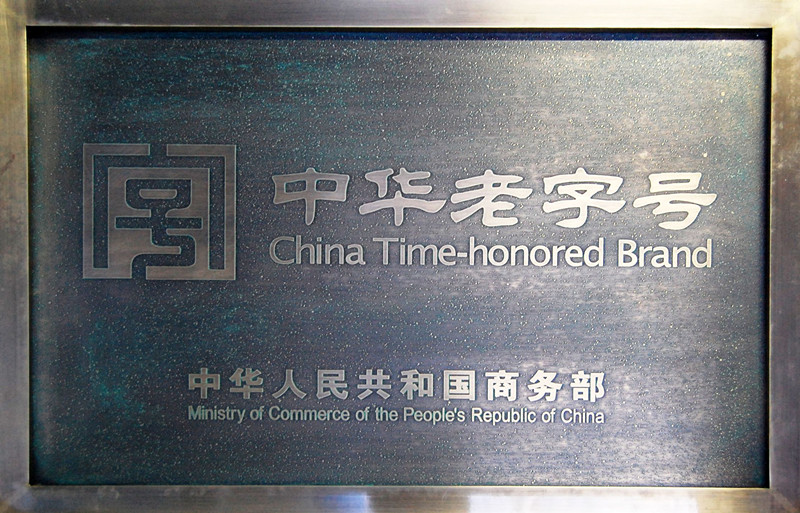 中华老字号
China Time-honored Brand
中华人民共和国商务部
Ministry of Commerce of the People's Republic of China